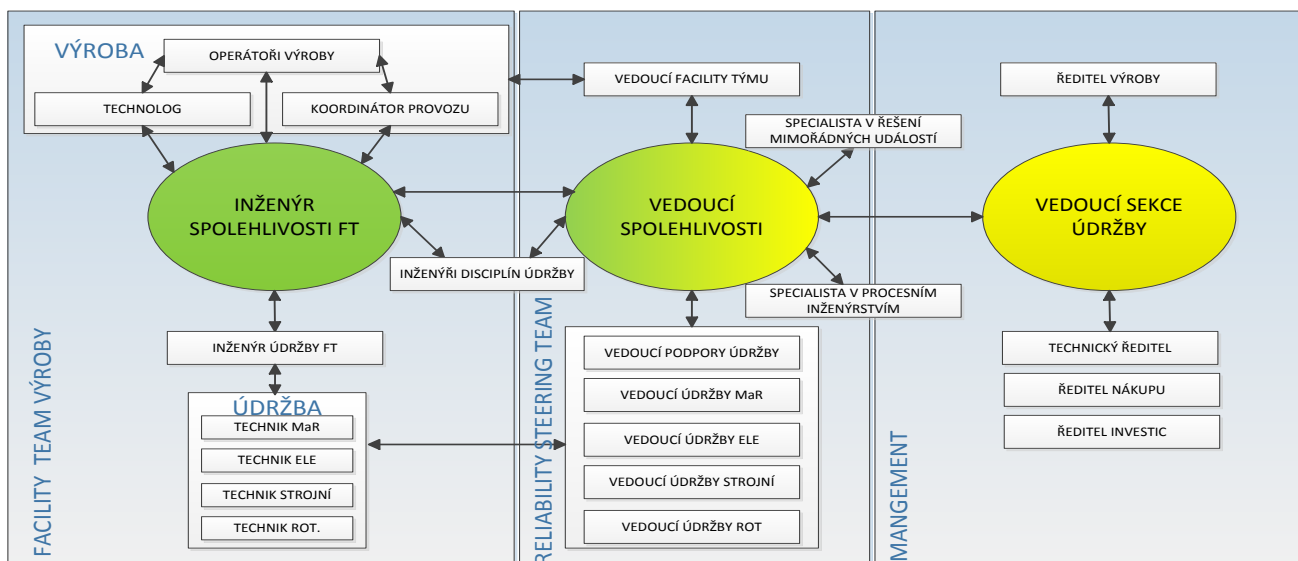 VÝROBA
OPERÁTOŘI VÝROBY
TECHNOLOG
KOORDINÁTOR PROVOZU
INŽENÝR
SPOLEHLIVOSTI FT
INŽENÝŘI DISCIPLÍN ÚDRŽBY
INŽENÝR ÚDRŽBY FT
ÚDRŽBA
TECHNIK MaR
TECHNIK ELE
TECHNIK STROJNÍ
TECHNIK ROT.
FACILITY TEAM VÝROBY
VEDOUCÍ FACILITY TÝMU
SPECIALISTA V ŘEŠENÍ
MIMOŘÁDNÝCH UDÁLOSTÍ
VEDOUCÍ
SPOLEHLIVOSTI
SPECIALISTA V PROCESNÍM
INŽENÝRSTVÍM
VEDOUCÍ PODPORY ÚDRŽBY
VEDOUCÍ ÚDRŽBY MaR
VEDOUCÍ ÚDRŽBY ELE
VEDOUCÍ ÚDRŽBY STROJNÍ
VEDOUCÍ ÚDRŽBY ROT
RELIABILITY STEERING TEAM
ŘEDITEL VÝROBY
VEDOUCÍ SEKCE
ÚDRŽBY
TECHNICKÝ ŘEDITEL
ŘEDITEL NÁKUPU
ŘEDITEL INVESTIC
MANGEMENT